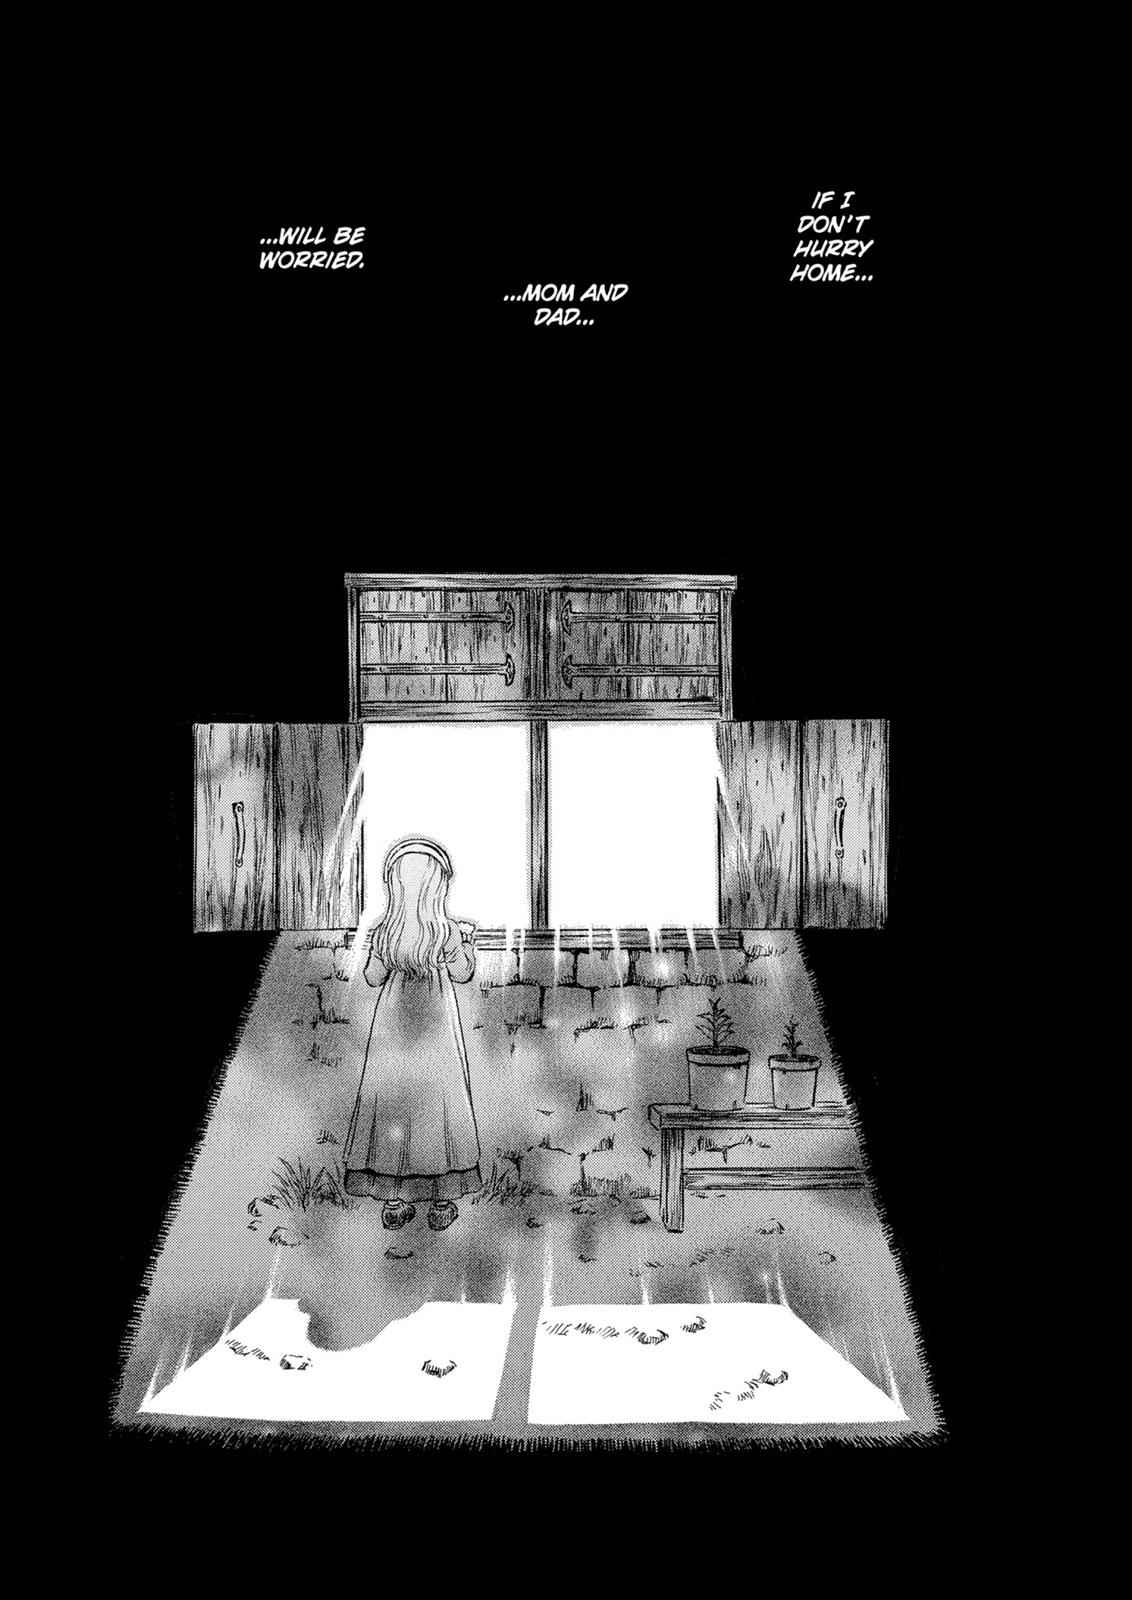 IF I
DON'T
HURRY
HOME...
...MOM AND
DAD...
...WILL BE
WORRIED.